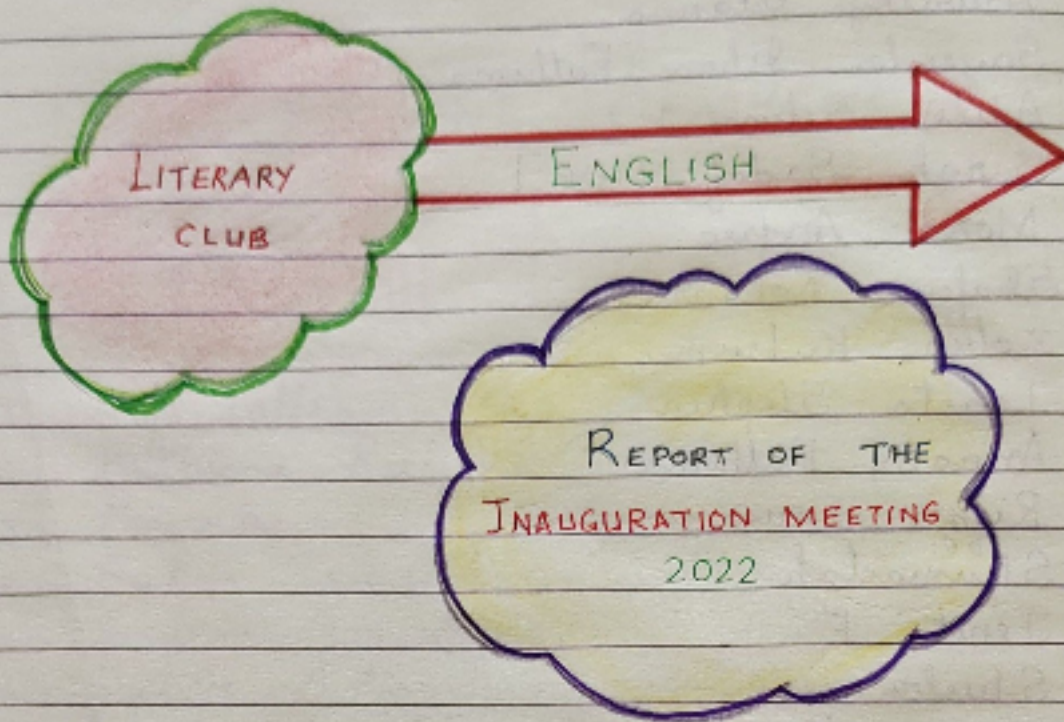 LITERARY
CLUB
ENGLISH
REPORT OF THE
INAUGURATION MEETING
2022